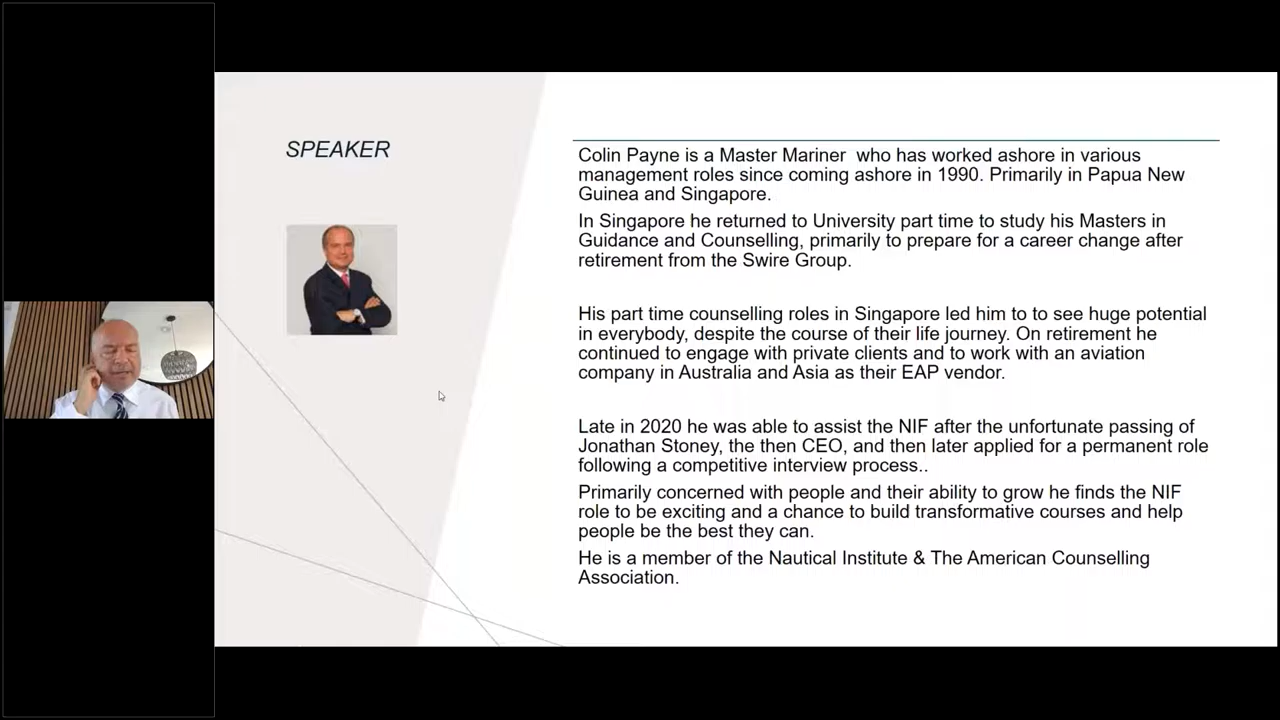 SPEAKER
Colin Payne is a Master Mariner who has worked ashore in various
management roles since coming ashore in 1990. Primarily in Papua New
Guinea and Singapore.
In Singapore he returned to University part time to study his Masters in
Guidance and Counselling, primarily to prepare for a career change after
retirement from the Swire Group.
His part time counselling roles in Singapore led him to to see huge potential
in everybody, despite the course of their life journey. On retirement he
continued to engage with private clients and to work with an aviation
company in Australia and Asia as their EAP vendor.
Late in 2020 he was able to assist the NIF after the unfortunate passing of
Jonathan Stoney, the then CEO, and then later applied for a permanent role
following a competitive interview process..
Primarily concerned with people and their ability to grow he finds the NIF
role to be exciting and a chance to build transformative courses and help
people be the best they can.
He is a member of the Nautical Institute & The American Counselling
Association.